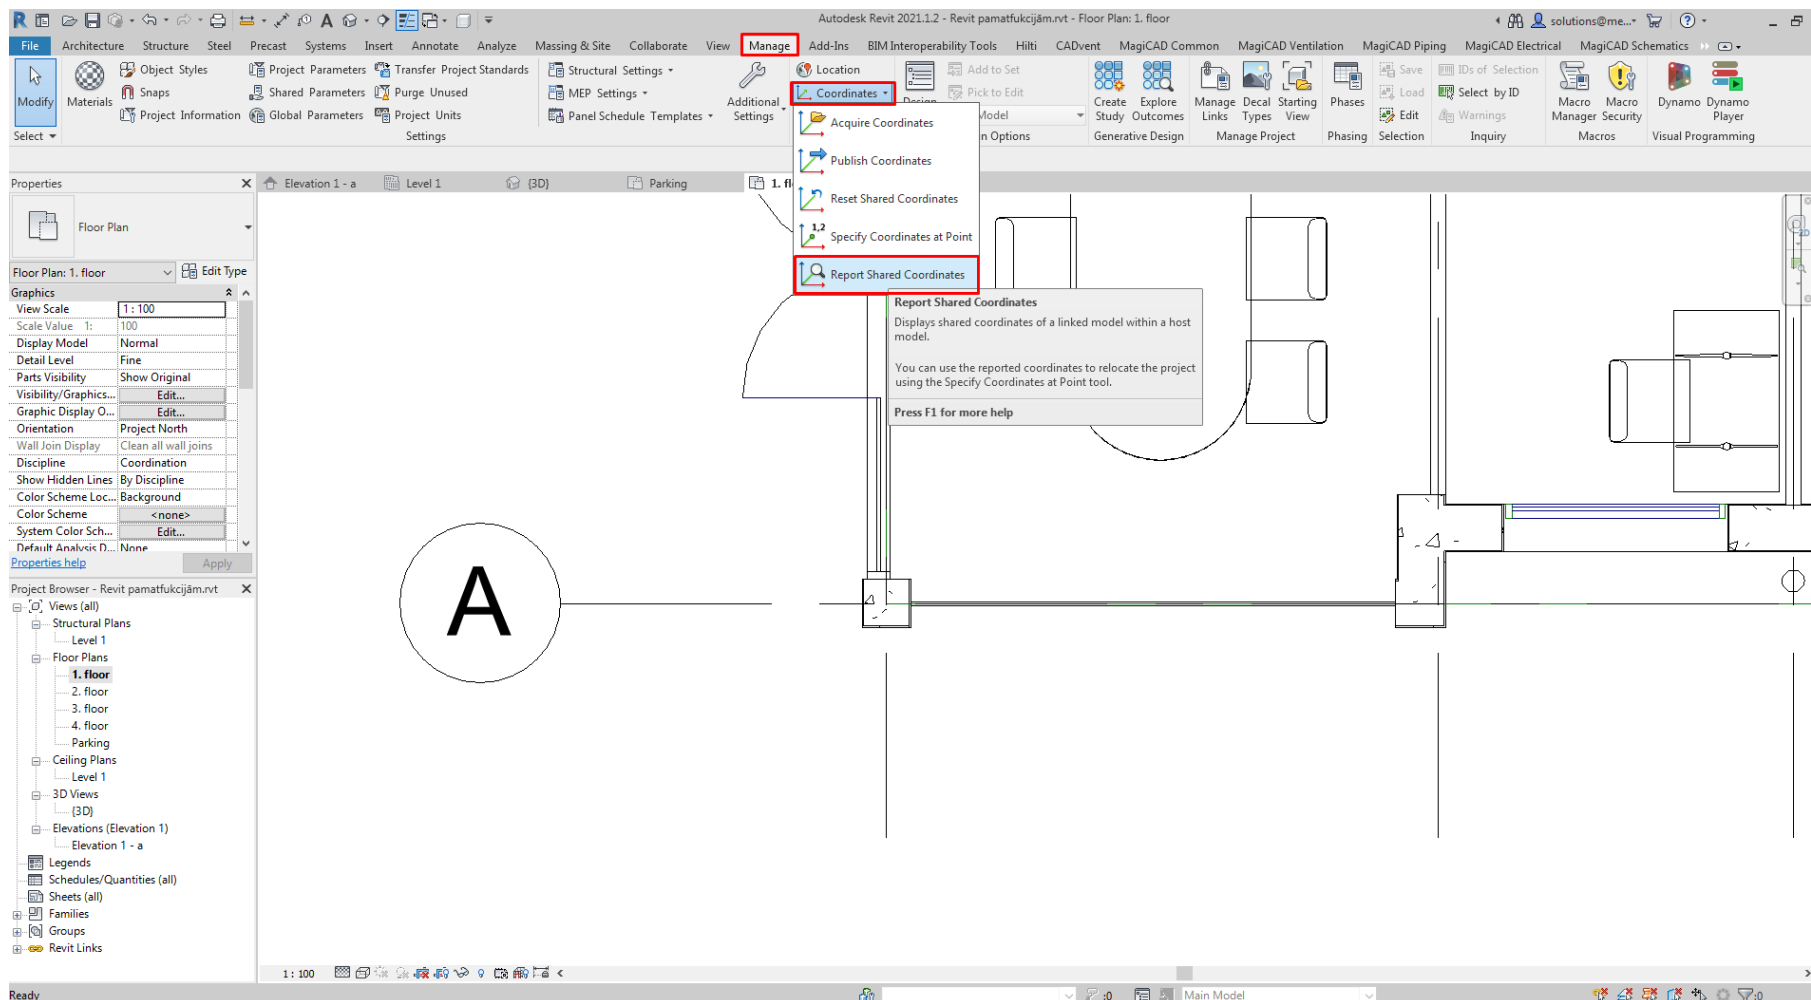 Autodesk Revit 2021.1.2 - Revit pamatfukcijām.rvt - Floor Plan: 1. floor
solutions@me...
File Architecture Structure Steel Precast Systems Insert Annotate Analyze Massing & Site Collaborate View Manage Add-Ins BIM Interoperability Tools Hilti CADvent MagiCAD Common MagiCAD Ventilation MagiCAD Piping MagiCAD Electrical MagiCAD Schematics
Modify
Select
Materials
Object Styles
Snaps
Project Information
Project Parameters
Shared Parameters
Global Parameters
Transfer Project Standards
Purge Unused
Project Units
Settings
Structural Settings
MEP Settings
Panel Schedule Templates
Additional
Settings
Location
Coordinates
Add to Set
Pick to Edit
Model
n Options
Create
Study
Explore
Outcomes
Generative Design
Manage
Links
Decal
Types
Starting
View
Manage Project
Phases
Phasing
Save
Load
Edit
Selection
IDs of Selection
Select by ID
Warnings
Inquiry
Macro
Manager
Macro
Security
Macros
Dynamo
Dynamo
Player
Visual Programming
Acquire Coordinates
Publish Coordinates
Reset Shared Coordinates
1,2
Specify Coordinates at Point
Report Shared Coordinates
Report Shared Coordinates
Displays shared coordinates of a linked model within a host
model.
You can use the reported coordinates to relocate the project
using the Specify Coordinates at Point tool.
Press F1 for more help
Elevation 1 - a
Level 1
{3D}
Parking
1. fl
Properties
Floor Plan
Floor Plan: 1. floor
Edit Type
Graphics
View Scale 1 : 100
Scale Value 1: 100
Display Model Normal
Detail Level Fine
Parts Visibility Show Original
Visibility/Graphics... Edit...
Graphic Display O... Edit...
Orientation Project North
Wall Join Display Clean all wall joins
Discipline Coordination
Show Hidden Lines By Discipline
Color Scheme Loc... Background
Color Scheme <none>
System Color Sch... Edit...
Default Analysis D... None
Properties help Apply
Project Browser - Revit pamatfukcijām.rvt
Views (all)
Structural Plans
Level 1
Floor Plans
1. floor
2. floor
3. floor
4. floor
Parking
Ceiling Plans
Level 1
3D Views
{3D}
Elevations (Elevation 1)
Elevation 1 - a
Legends
Schedules/Quantities (all)
Sheets (all)
Families
Groups
Revit Links
A
1 : 100
Ready
:0
Main Model
:0